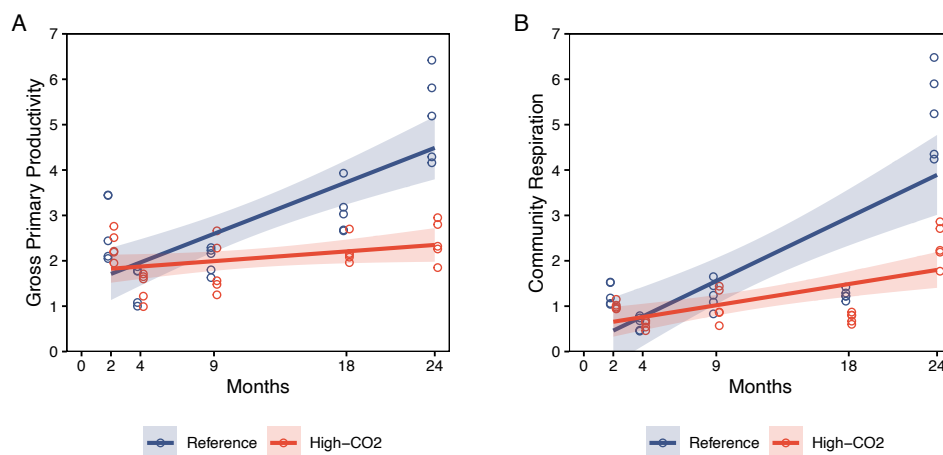 A
B
Gross Primary Productivity
7
6
5
4
3
2
1
0
0 2 4 9 18 24
Months
Reference High−CO2
Community Respiration
7
6
5
4
3
2
1
0
0 2 4 9 18 24
Months
Reference High−CO2